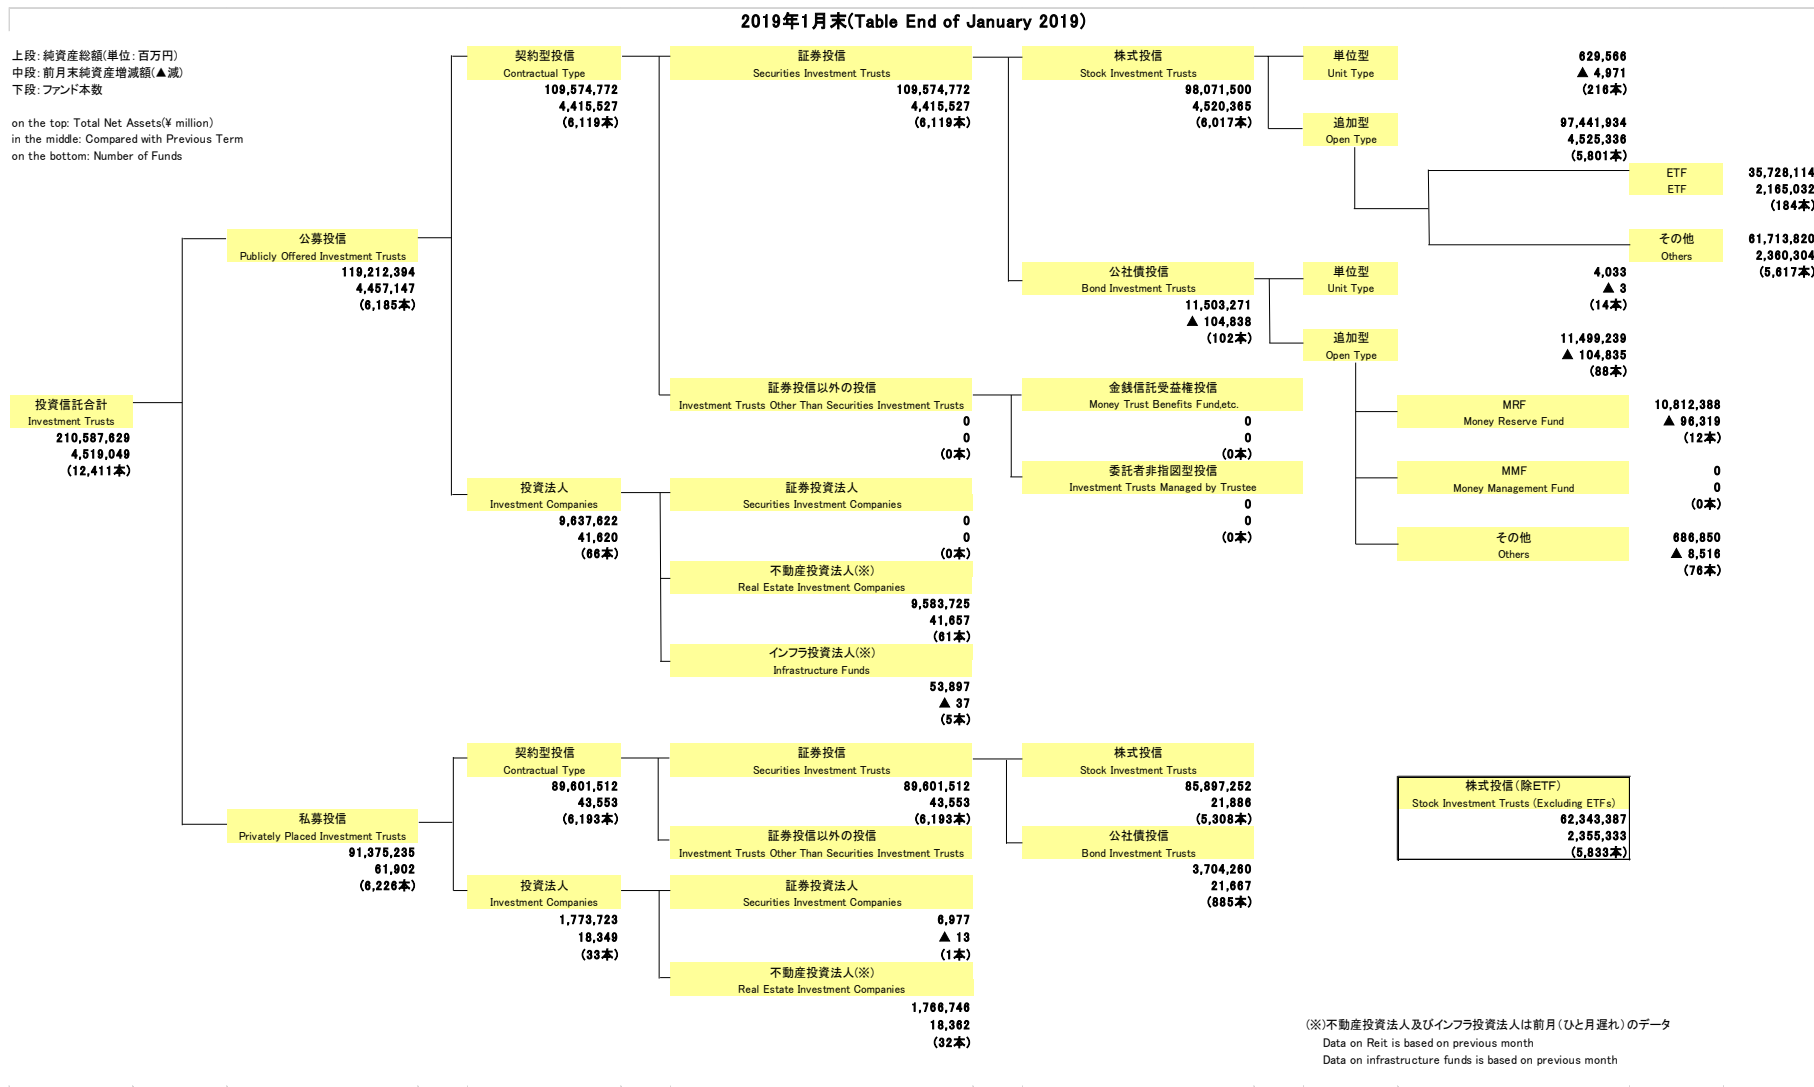 2019年1月末(Table End of January 2019)
上段:純資産総額(単位:百万円)
中段:前月末純資産増減額(▲減)
下段:ファンド本数
on the top: Total Net Assets(¥ million)
in the middle: Compared with Previous Term
on the bottom: Number of Funds
投資信託合計
Investment Trusts
210,587,629
4,519,049
(12,411本)
公募投信
Publicly Offered Investment Trusts
119,212,394
4,457,147
(6,185本)
契約型投信
Contractual Type
109,574,772
4,415,527
(6,119本)
証券投信
Securities Investment Trusts
109,574,772
4,415,527
(6,119本)
株式投信
Stock Investment Trusts
98,071,500
4,520,365
(6,017本)
単位型
Unit Type
629,566
▲ 4,971
(216本)
追加型
Open Type
97,441,934
4,525,336
(5,801本)
ETF
ETF
35,728,114
2,165,032
(184本)
その他
Others
61,713,820
2,360,304
(5,617本)
公社債投信
Bond Investment Trusts
11,503,271
▲ 104,838
(102本)
単位型
Unit Type
4,033
▲ 3
(14本)
追加型
Open Type
11,499,239
▲ 104,835
(88本)
MRF
Money Reserve Fund
10,812,388
▲ 96,319
(12本)
MMF
Money Management Fund
0
0
(0本)
その他
Others
686,850
▲ 8,516
(76本)
証券投信以外の投信
Investment Trusts Other Than Securities Investment Trusts
0
0
(0本)
金銭信託受益権投信
Money Trust Benefits Fund,etc.
0
0
(0本)
委託者非指図型投信
Investment Trusts Managed by Trustee
0
0
(0本)
投資法人
Investment Companies
9,637,622
41,620
(66本)
証券投資法人
Securities Investment Companies
0
0
(0本)
不動産投資法人(※)
Real Estate Investment Companies
9,583,725
41,657
(61本)
インフラ投資法人(※)
Infrastructure Funds
53,897
▲ 37
(5本)
私募投信
Privately Placed Investment Trusts
91,375,235
61,902
(6,226本)
契約型投信
Contractual Type
89,601,512
43,553
(6,193本)
証券投信
Securities Investment Trusts
89,601,512
43,553
(6,193本)
株式投信
Stock Investment Trusts
85,897,252
21,886
(5,308本)
公社債投信
Bond Investment Trusts
3,704,260
21,667
(885本)
証券投信以外の投信
Investment Trusts Other Than Securities Investment Trusts
投資法人
Investment Companies
1,773,723
18,349
(33本)
証券投資法人
Securities Investment Companies
6,977
▲ 13
(1本)
不動産投資法人(※)
Real Estate Investment Companies
1,766,746
18,362
(32本)
株式投信(除ETF)
Stock Investment Trusts (Excluding ETFs)
62,343,387
2,355,333
(5,833本)
(※)不動産投資法人及びインフラ投資法人は前月(ひと月遅れ)のデータ
Data on Reit is based on previous month
Data on infrastructure funds is based on previous month